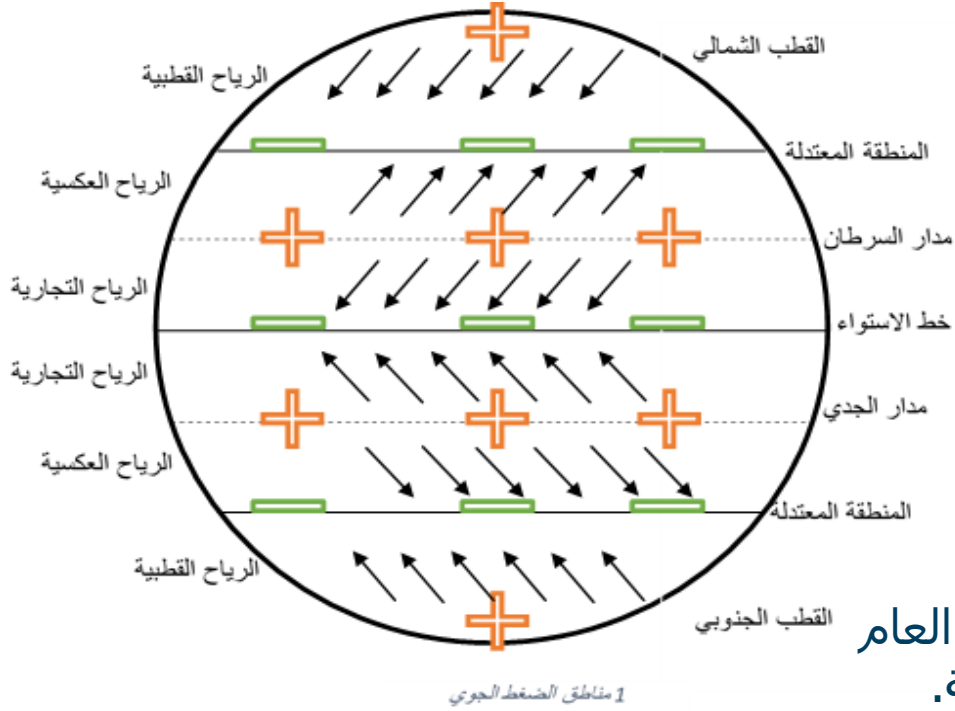 القطب الشمالي
الرياح القطبية
المنطقة المعتدلة
الرياح العكسية
مدار السرطان
الرياح التجارية
خط الاستواء
الرياح التجارية
مدار الجدي
الرياح العكسية
المنطقة المعتدلة
الرياح القطبية
القطب الجنوبي
العام
ة.
1 مناطق الضغط الجوي